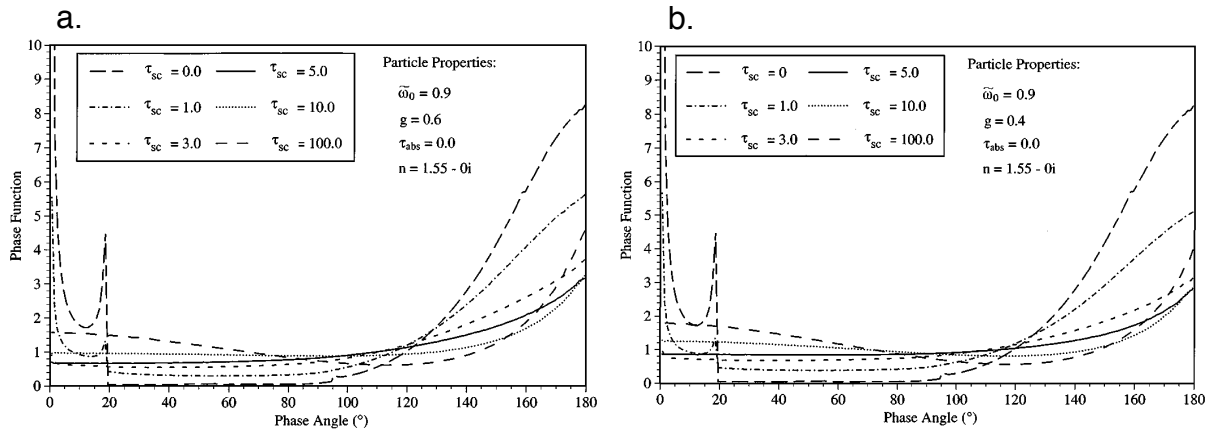 a.
10
9
8
7
6
5
4
3
2
1
0
Phase Function
τsc = 0.0
τsc = 5.0
τsc = 1.0
τsc = 10.0
τsc = 3.0
τsc = 100.0
Particle Properties:
ω̃0 = 0.9
g = 0.6
τabs = 0.0
n = 1.55 - 0i
0 20 40 60 80 100 120 140 160 180
Phase Angle (°)
b.
10
9
8
7
6
5
4
3
2
1
0
Phase Function
τsc = 0
τsc = 5.0
τsc = 1.0
τsc = 10.0
τsc = 3.0
τsc = 100.0
Particle Properties:
ω̃0 = 0.9
g = 0.4
τabs = 0.0
n = 1.55 - 0i
0 20 40 60 80 100 120 140 160 180
Phase Angle (°)